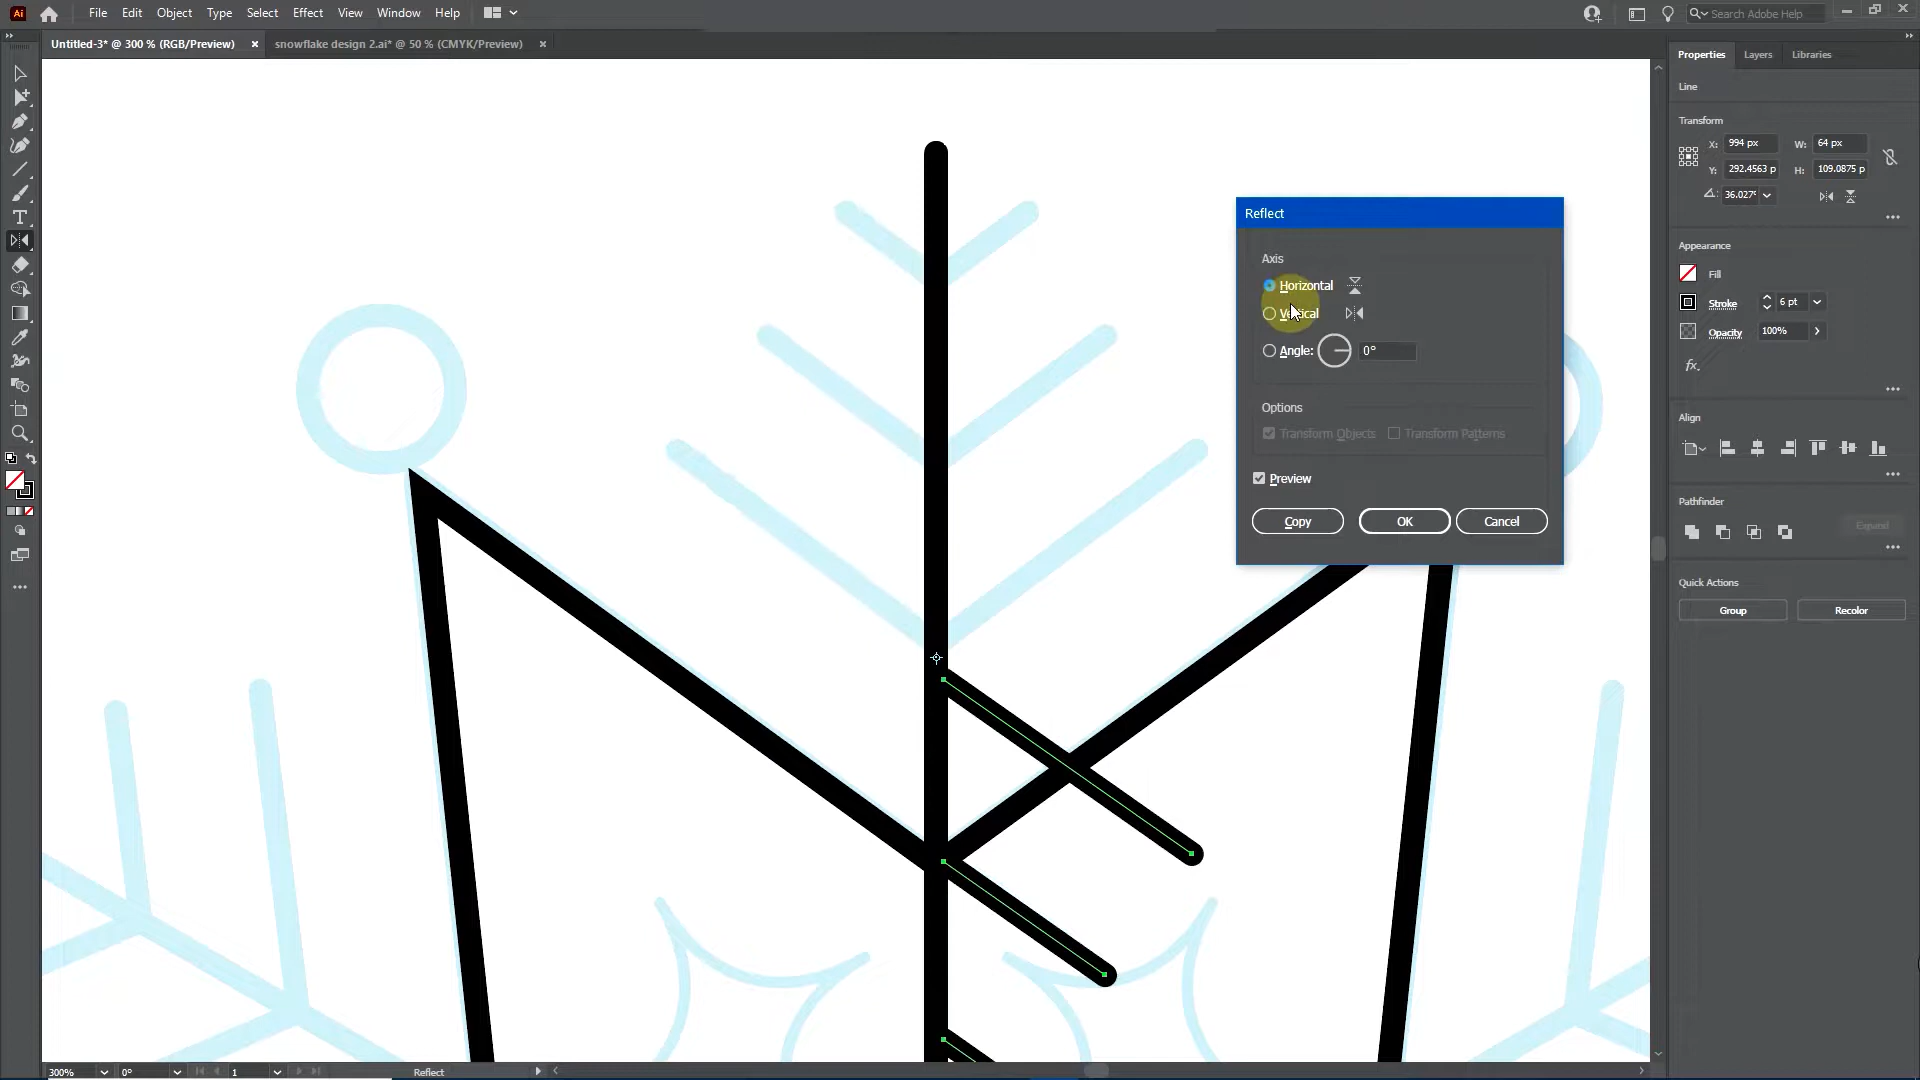 Ai File Edit Object Type Select Effect View Window Help Search Adobe Help
Untitled-3* @ 300 % (RGB/Preview) × snowflake design 2.ai* @ 50 % (CMYK/Preview) ×
Properties Layers Libraries
Line
Transform
X: 994 px W: 64 px
Y: 292.4563 p H: 109.0875 p
36.027°
Appearance
Fill
Stroke 6 pt
Opacity 100%
fx.
Align
Pathfinder
Expand
Quick Actions
Group Recolor
Reflect
Axis
Horizontal
Vertical
Angle: 0°
Options
Transform Objects Transform Patterns
Preview
Copy OK Cancel
300% 0° 1 Reflect